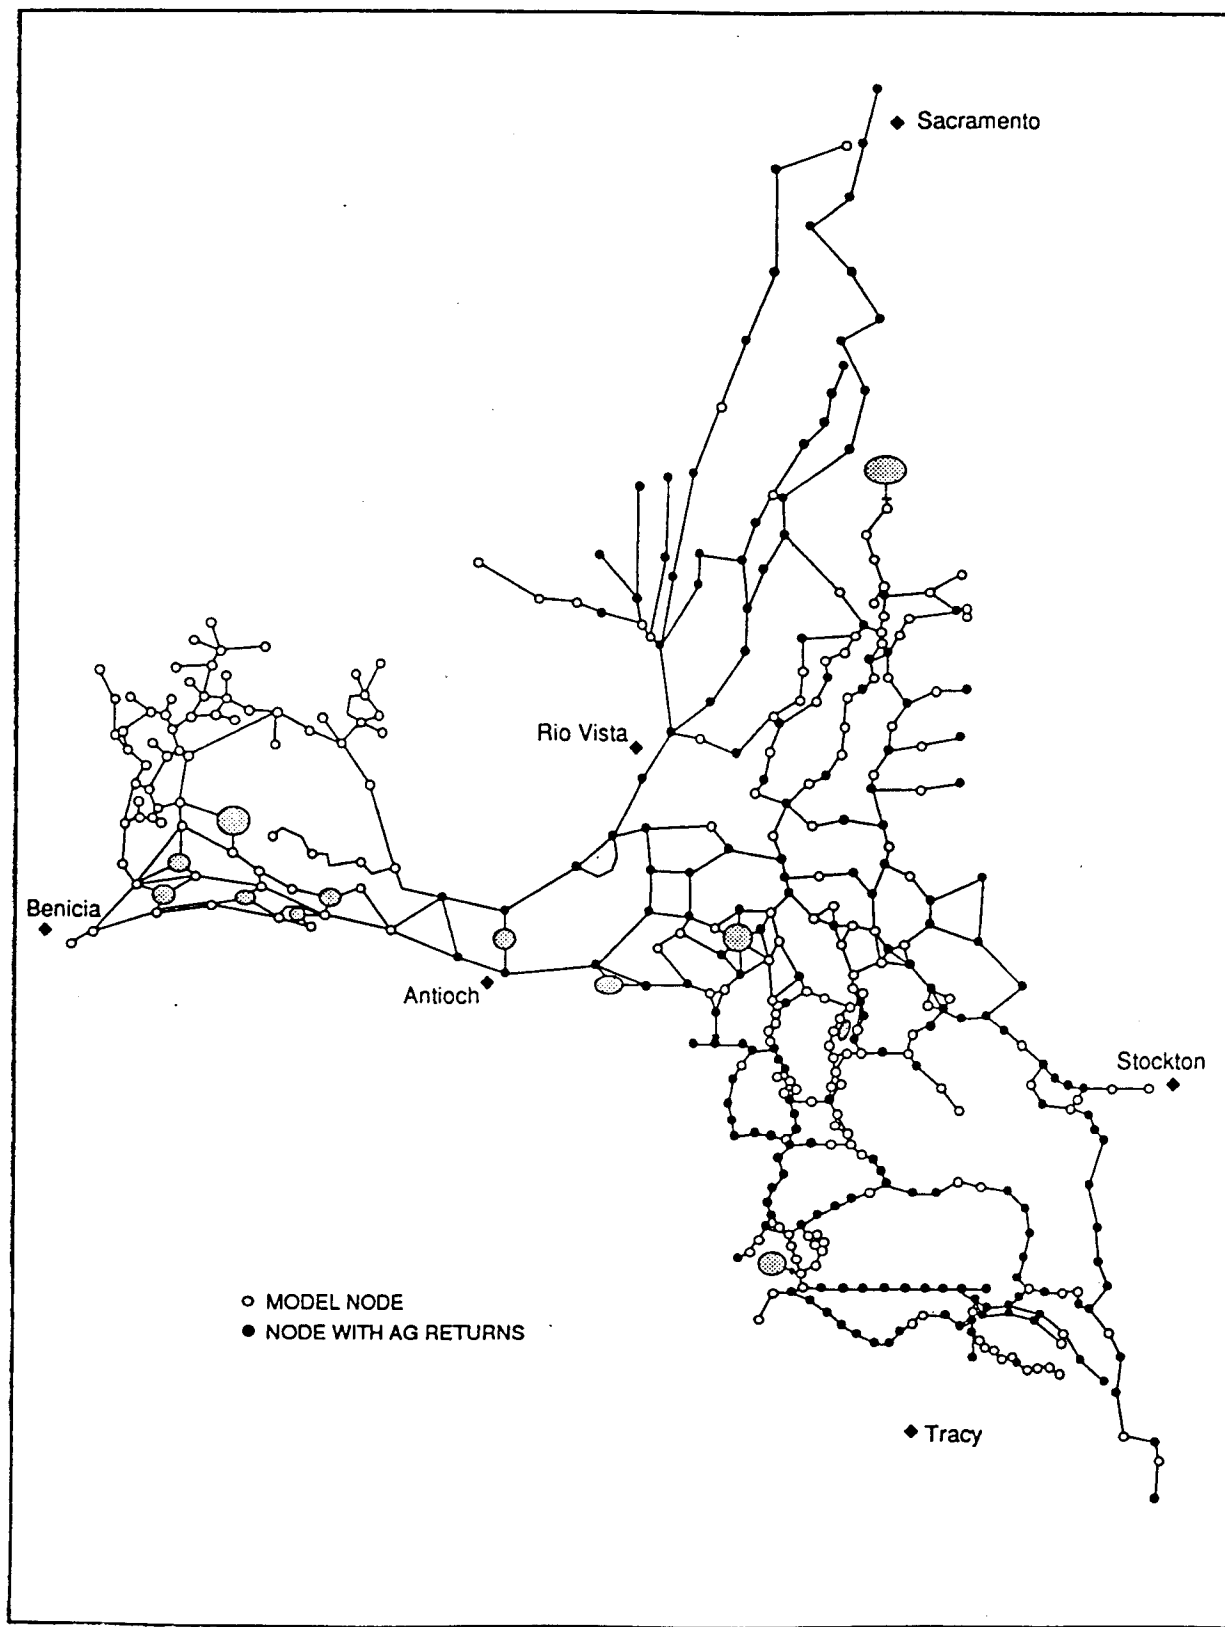 Sacramento
Rio Vista
Benicia
Antioch
Stockton
MODEL NODE
NODE WITH AG RETURNS
Tracy